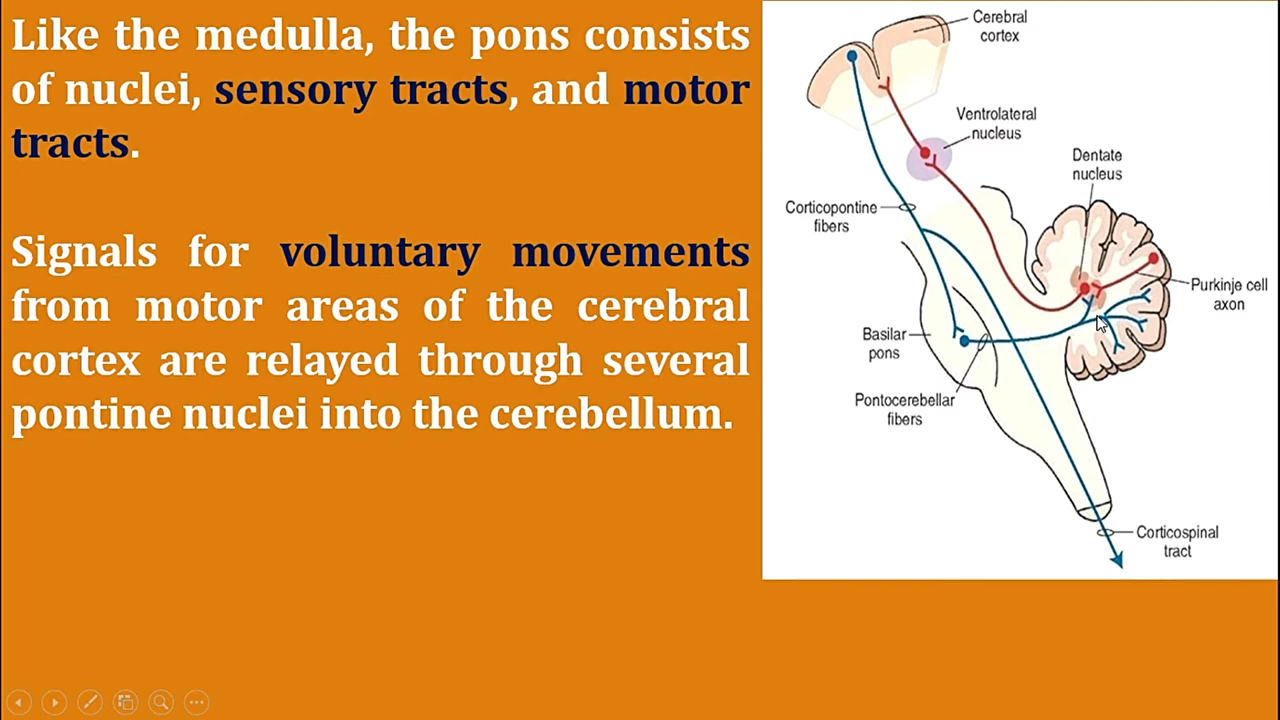 Like the medulla, the pons consists
of nuclei, sensory tracts, and motor
tracts.
Signals for voluntary movements
from motor areas of the cerebral
cortex are relayed through several
pontine nuclei into the cerebellum.
Cerebral
cortex
Ventrolateral
nucleus
Dentate
nucleus
Corticopontine
fibers
Purkinje cell
axon
Basilar
pons
Pontocerebellar
fibers
Corticospinal
tract